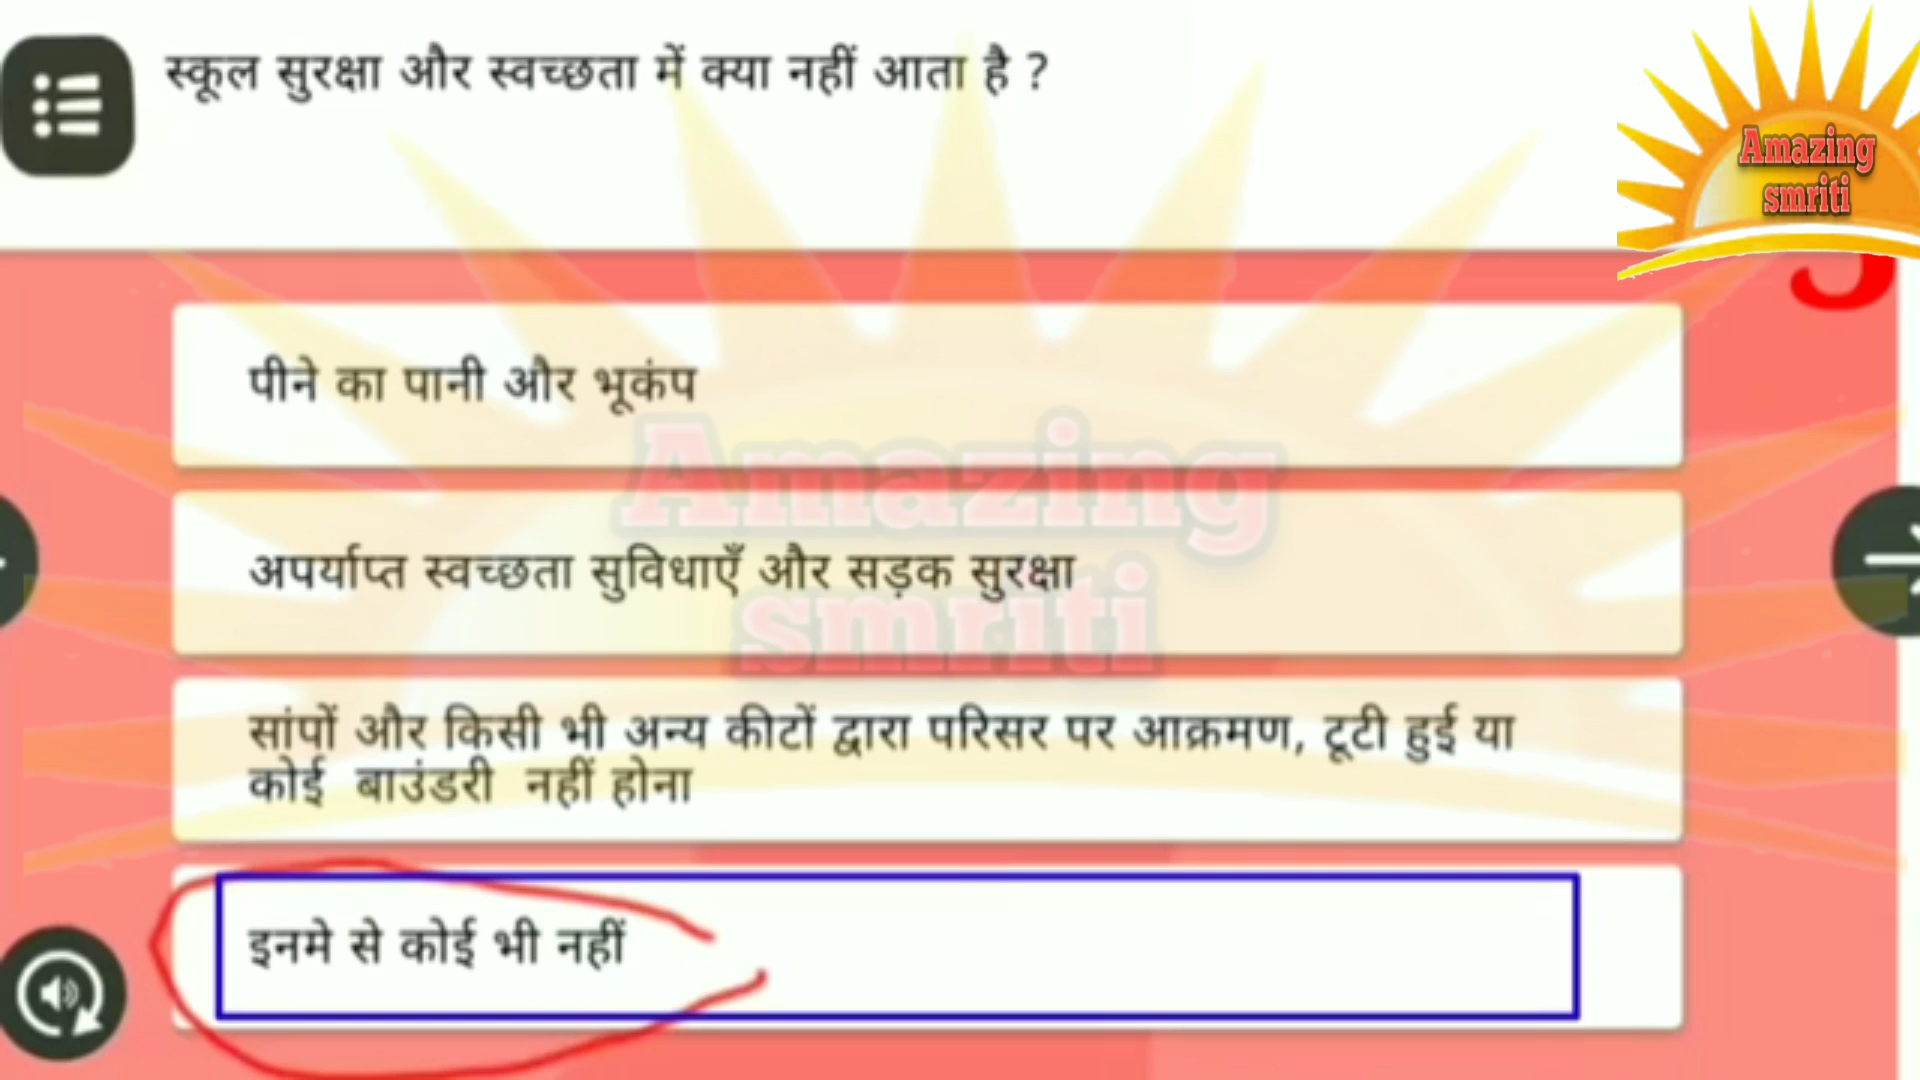 स्कूल सुरक्षा और स्वच्छता में क्या नहीं आता है ?
Amazing
smriti
पीने का पानी और भूकंप
अपर्याप्त स्वच्छता सुविधाएँ और सड़क सुरक्षा
Amazing
smriti
सांपों और किसी भी अन्य कीटों द्वारा परिसर पर आक्रमण, टूटी हुई या
कोई बाउंडरी नहीं होना
इनमे से कोई भी नहीं